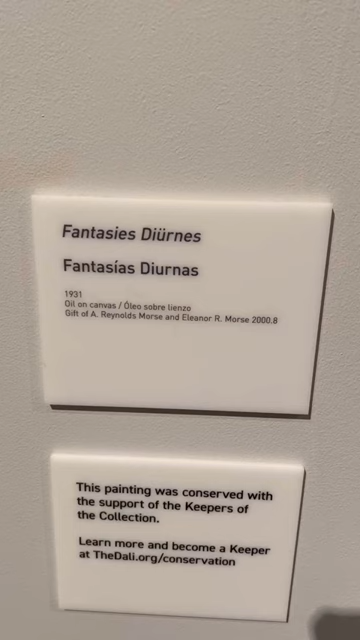 Fantasies Diürnes
Fantasías Diurnas
1931
Oil on canvas / Óleo sobre lienzo
Gift of A. Reynolds Morse and Eleanor R. Morse 2000.8
This painting was conserved with
the support of the Keepers of
the Collection.
Learn more and become a Keeper
at TheDali.org/conservation